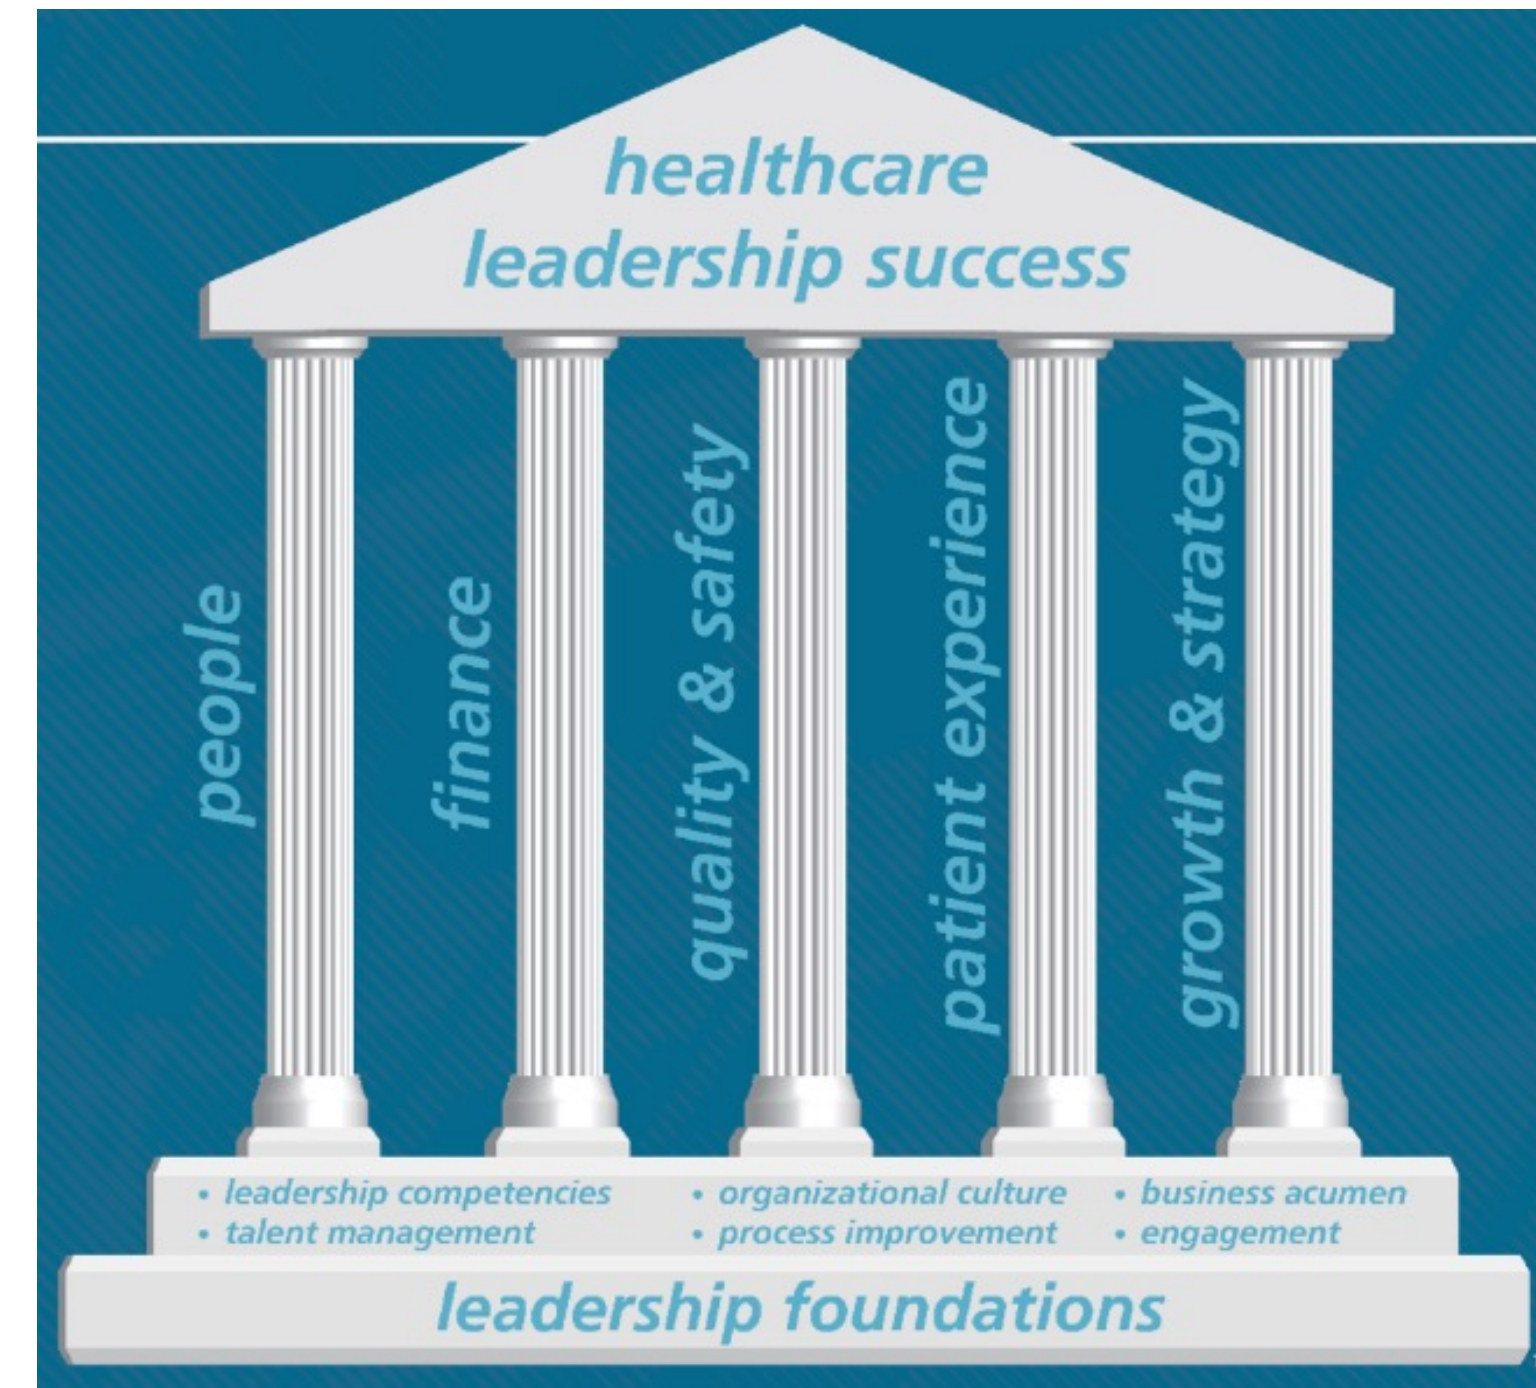 healthcare
leadership success
people
finance
quality & safety
patient experience
growth & strategy
• leadership competencies
• talent management
• organizational culture
• process improvement
• business acumen
• engagement
leadership foundations